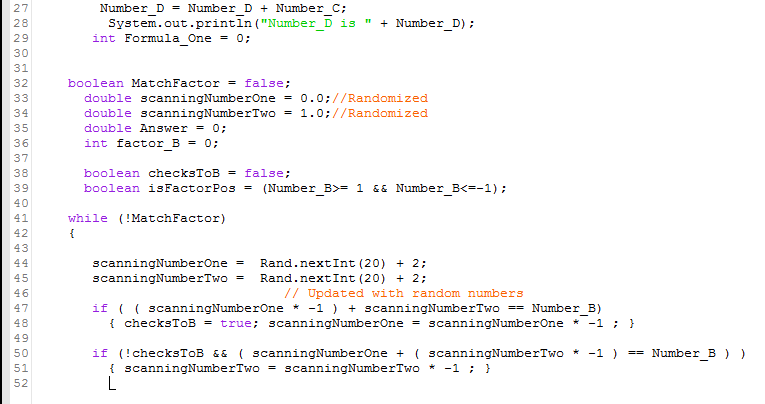 27 Number_D = Number_D + Number_C;
28 System.out.println("Number_D is " + Number_D);
29 int Formula_One = 0;
30
31
32 boolean MatchFactor = false;
33 double scanningNumberOne = 0.0;//Randomized
34 double scanningNumberTwo = 1.0;//Randomized
35 double Answer = 0;
36 int factor_B = 0;
37
38 boolean checksToB = false;
39 boolean isFactorPos = (Number_B>= 1 && Number_B<=-1);
40
41 while (!MatchFactor)
42 {
43
44 scanningNumberOne = Rand.nextInt(20) + 2;
45 scanningNumberTwo = Rand.nextInt(20) + 2;
46 // Updated with random numbers
47 if ( ( scanningNumberOne * -1 ) + scanningNumberTwo == Number_B)
48 { checksToB = true; scanningNumberOne = scanningNumberOne * -1 ; }
49
50 if (!checksToB && ( scanningNumberOne + ( scanningNumberTwo * -1 ) == Number_B ) )
51 { scanningNumberTwo = scanningNumberTwo * -1 ; }
52